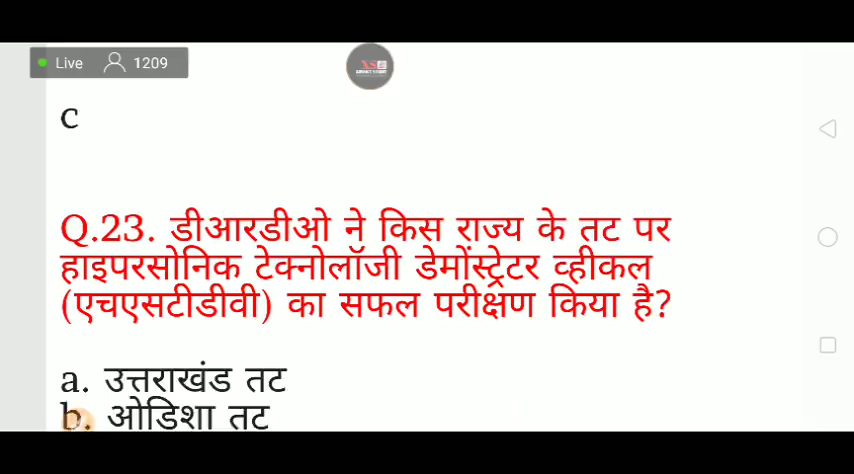 Live 1209
c
Q.23. डीआरडीओ ने किस राज्य के तट पर
हाइपरसोनिक टेक्नोलॉजी डेमोंस्ट्रेटर व्हीकल
(एचएसटीडीवी) का सफल परीक्षण किया है?
a. उत्तराखंड तट
b. ओडिशा तट